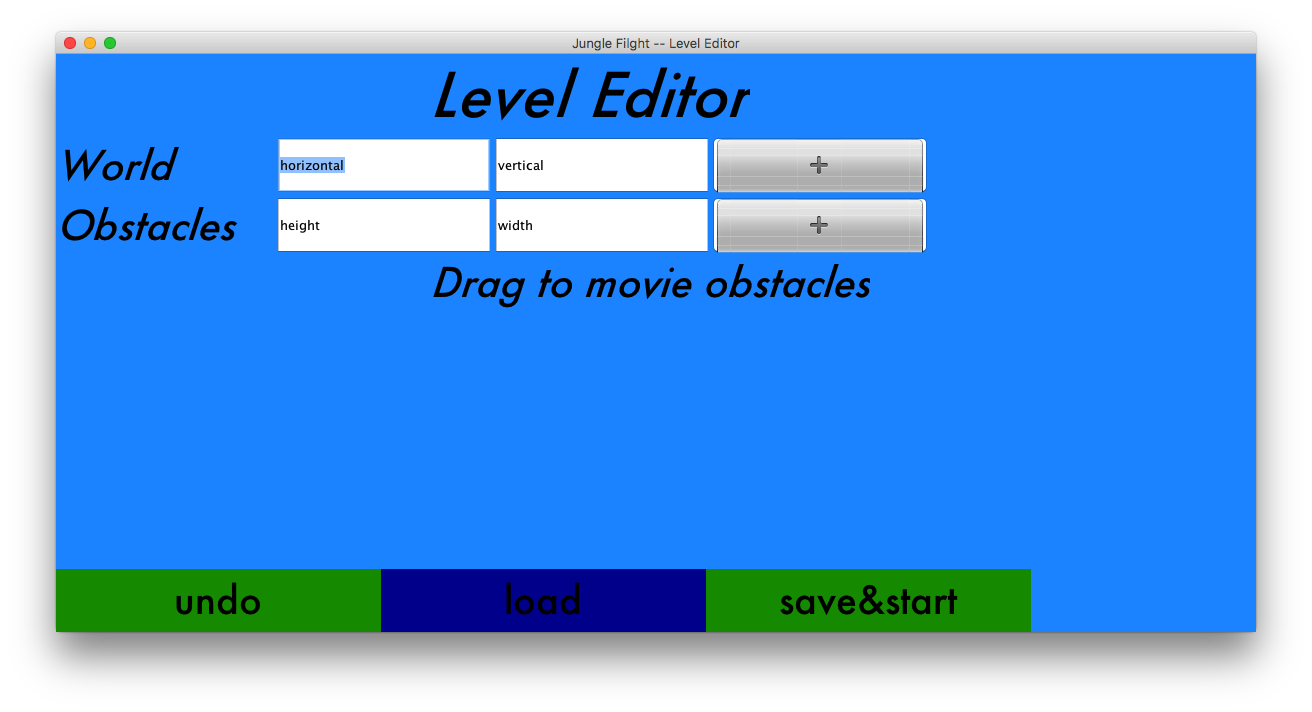 Jungle Filght -- Level Editor
Level Editor
World horizontal vertical +
Obstacles height width +
Drag to movie obstacles
undo load save&start